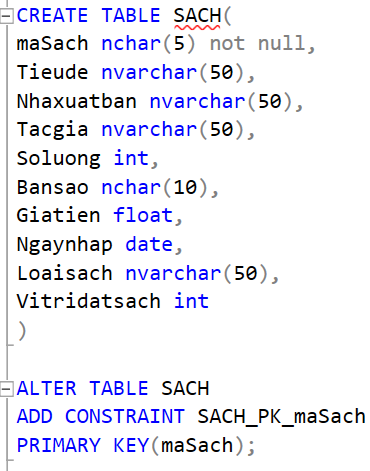 CREATE TABLE SACH(
maSach nchar(5) not null,
Tieude nvarchar(50),
Nhaxuatban nvarchar(50),
Tacgia nvarchar(50),
Soluong int,
Bansao nchar(10),
Giatien float,
Ngaynhap date,
Loaisach nvarchar(50),
Vitridatsach int
)
ALTER TABLE SACH
ADD CONSTRAINT SACH_PK_maSach
PRIMARY KEY(maSach);